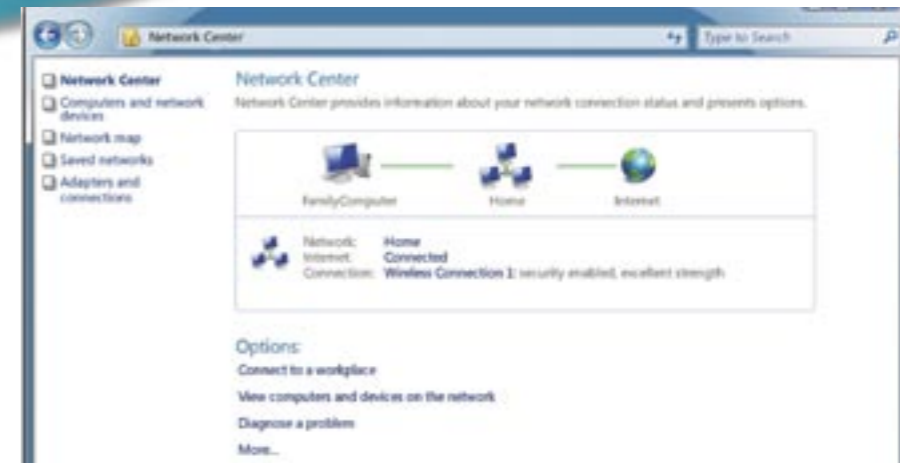 Network Center
Type to Search
Network Center
Computers and network
devices
Network map
Saved networks
Adapters and
connections
Network Center
Network Center provides information about your network connection status and presents options.
FamilyComputer
Home
Internet
Network: Home
Internet: Connected
Connection: Wireless Connection 1: security enabled, excellent strength
Options:
Connect to a workplace
View computers and devices on the network
Diagnose a problem
More...